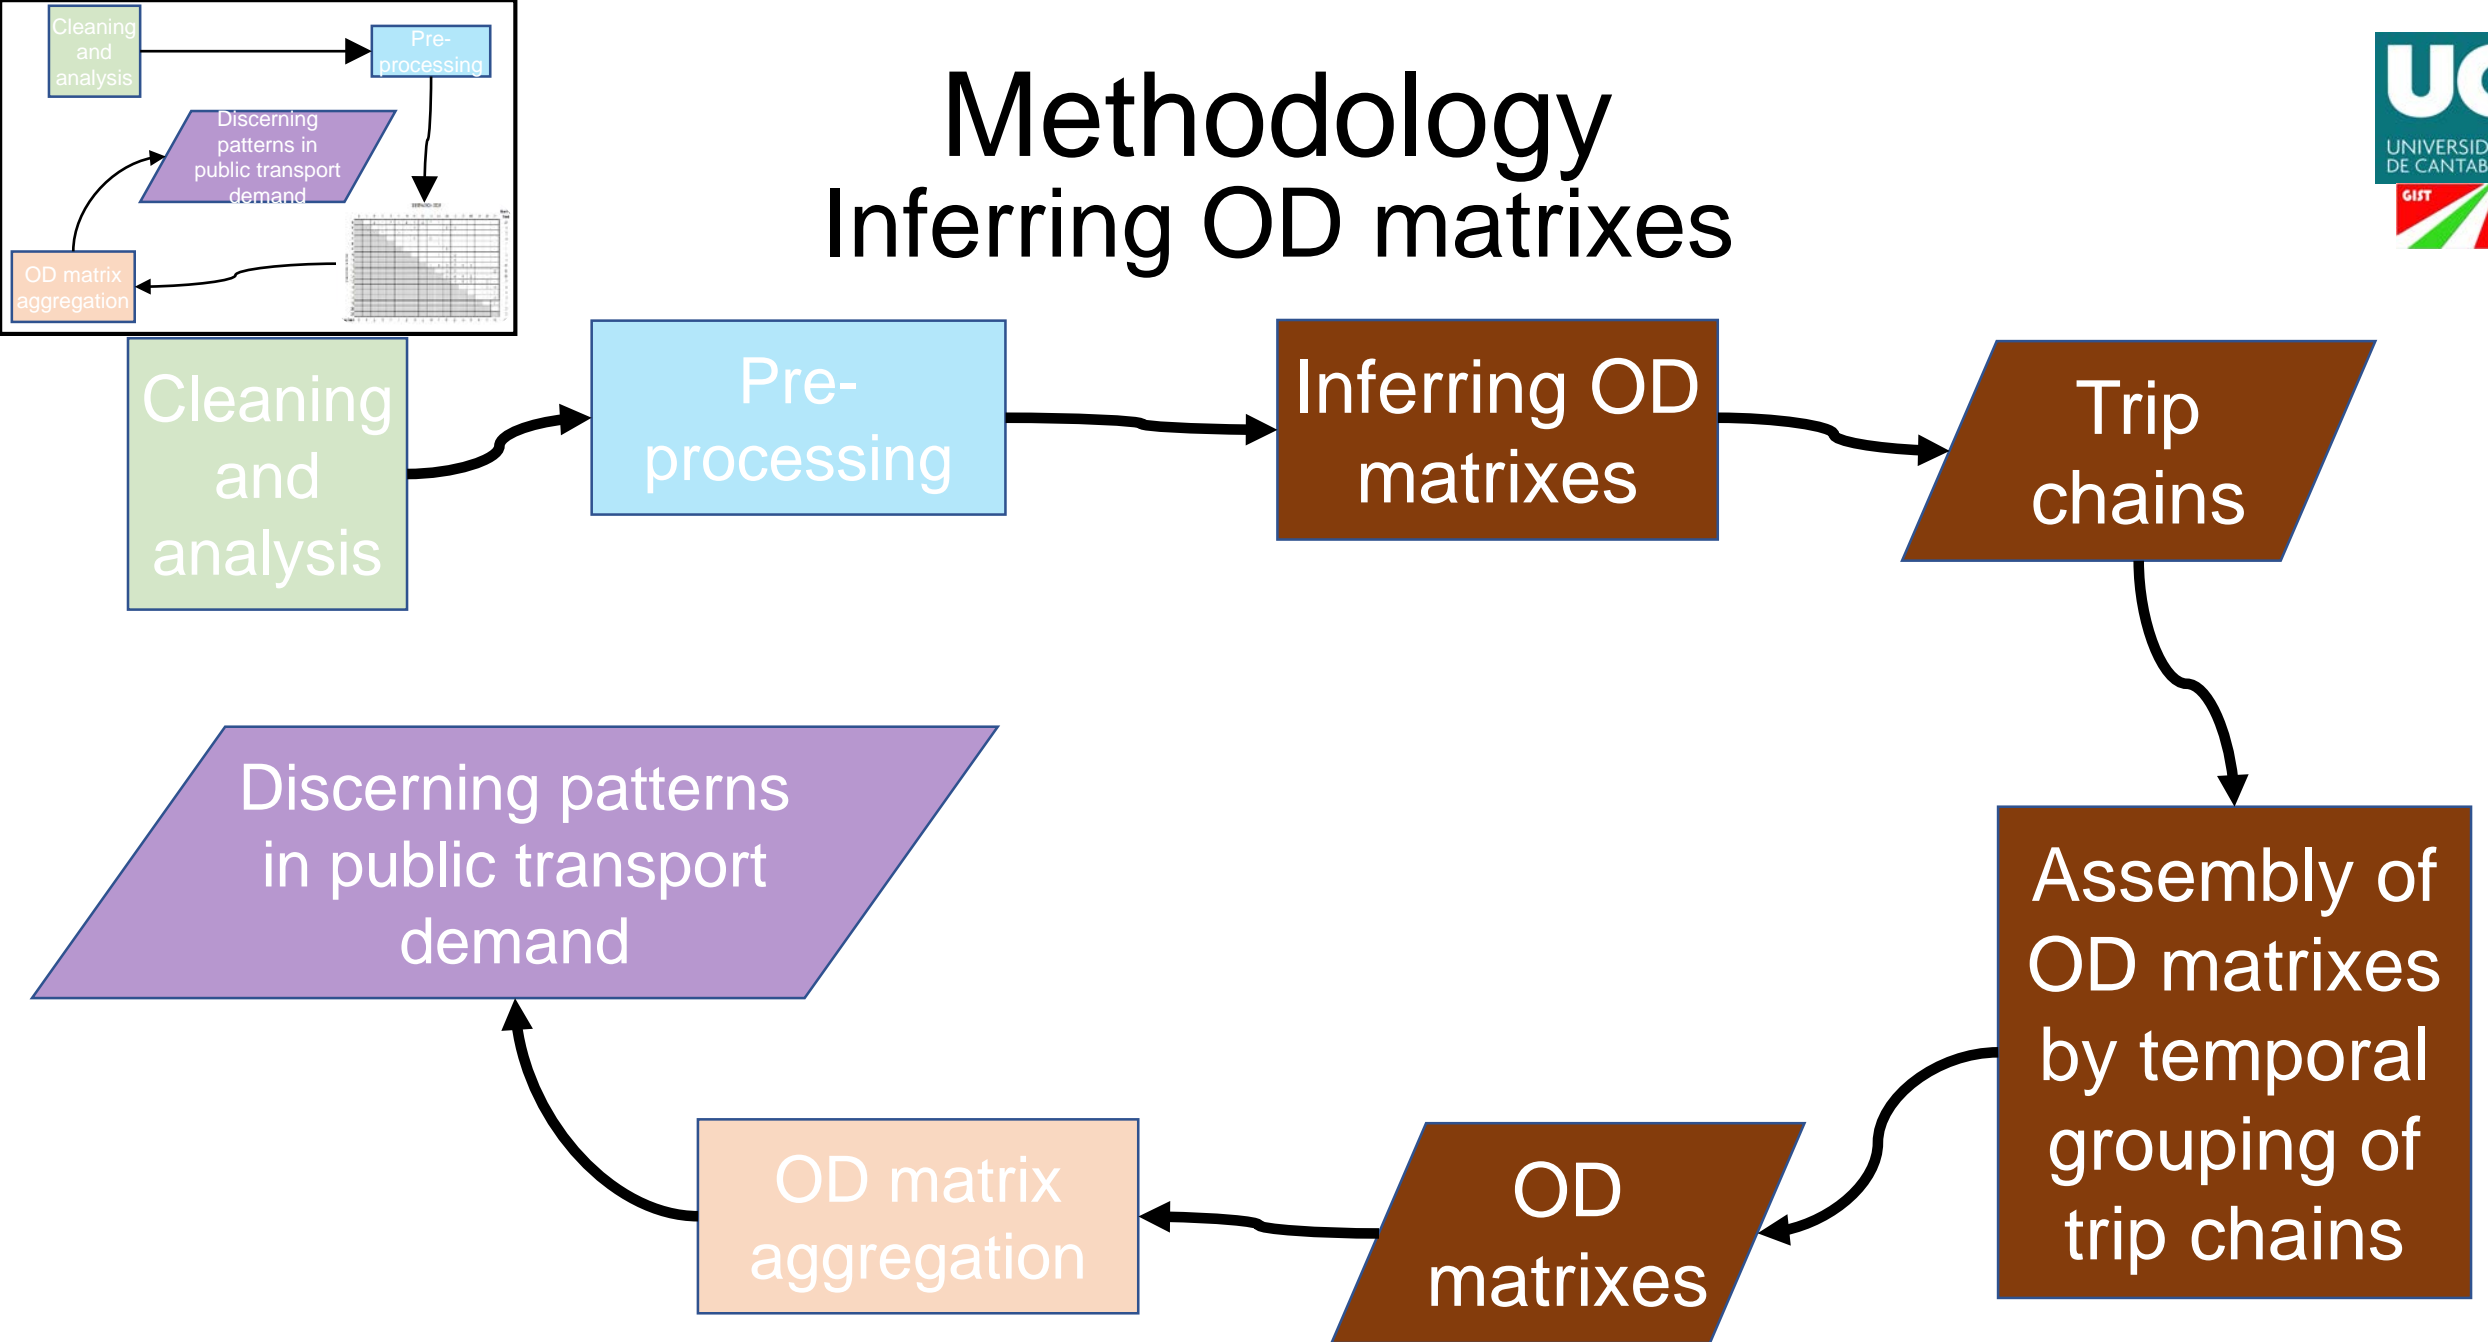 Cleaning
and
analysis
Pre-
processing
Discerning
patterns in
public transport
demand
OD matrix
aggregation
Methodology
Inferring OD matrixes
UC
UNIVERSID
DE CANTAB
GIST
Cleaning
and
analysis
Pre-
processing
Inferring OD
matrixes
Trip
chains
Assembly of
OD matrixes
by temporal
grouping of
trip chains
OD
matrixes
OD matrix
aggregation
Discerning patterns
in public transport
demand